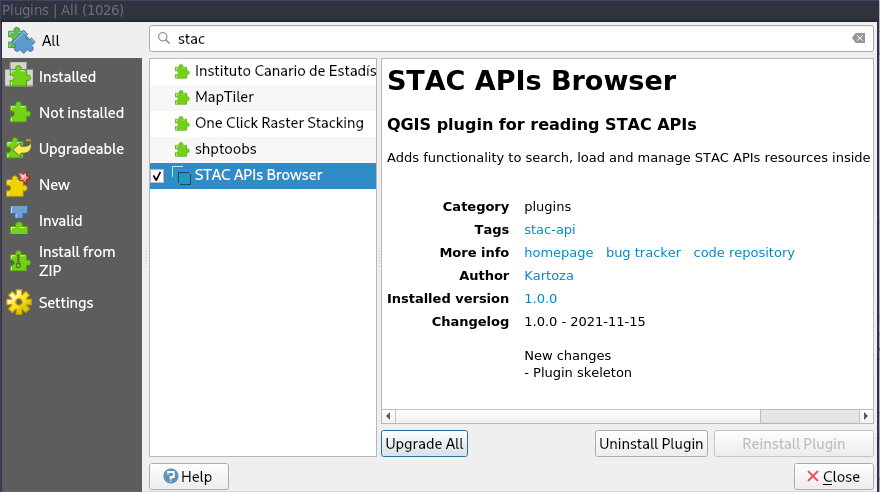 Plugins | All (1026)
All
Installed
Not installed
Upgradeable
New
Invalid
Install from
ZIP
Settings
stac
Instituto Canario de Estadís
MapTiler
One Click Raster Stacking
shptoobs
STAC APIs Browser
STAC APIs Browser
QGIS plugin for reading STAC APIs
Adds functionality to search, load and manage STAC APIs resources inside
Category plugins
Tags stac-api
More info homepage bug tracker code repository
Author Kartoza
Installed version 1.0.0
Changelog 1.0.0 - 2021-11-15
New changes
- Plugin skeleton
Upgrade All Uninstall Plugin Reinstall Plugin
Help Close